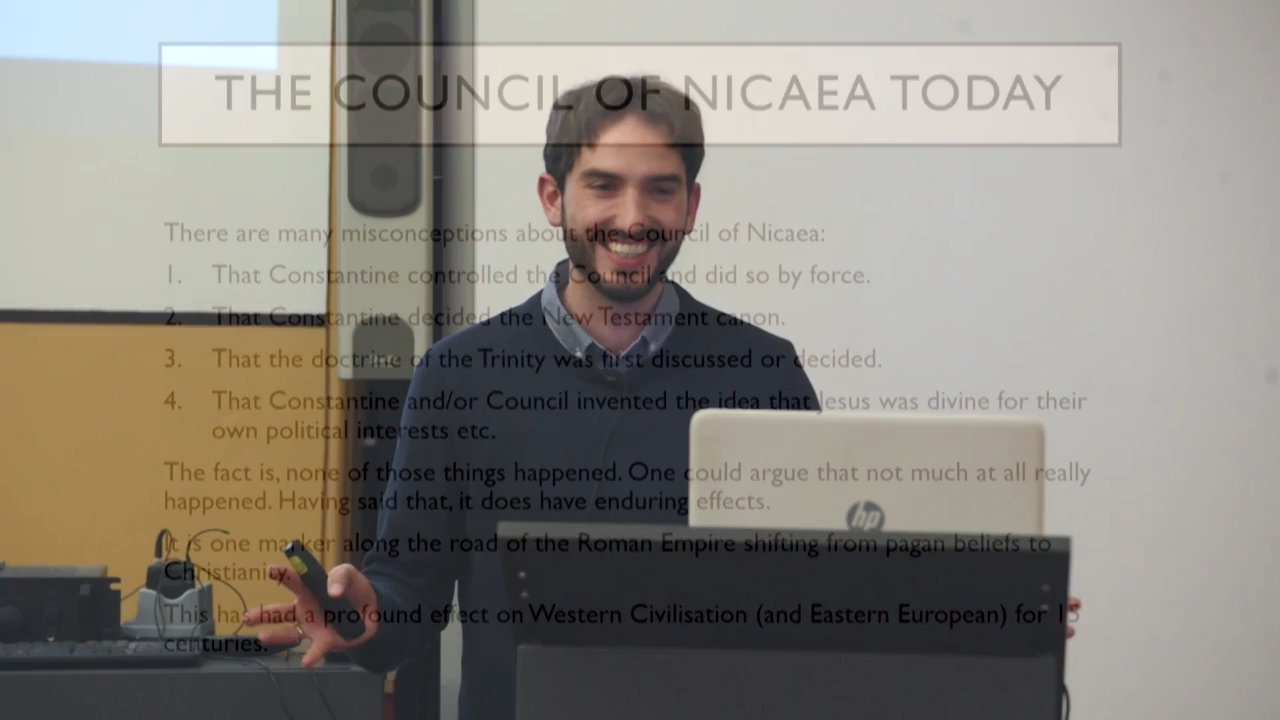 THE COUNCIL OF NICAEA TODAY
There are many misconceptions about the Council of Nicaea:
1. That Constantine controlled the Council and did so by force.
2. That Constantine decided the New Testament canon.
3. That the doctrine of the Trinity was first discussed or decided.
4. That Constantine and/or Council invented the idea that Jesus was divine for their
own political interests etc.
The fact is, none of those things happened. One could argue that not much at all really
happened. Having said that, it does have enduring effects.
hp
It is one marker along the road of the Roman Empire shifting from pagan beliefs to
Christianity.
This has had a profound effect on Western Civilisation (and Eastern European) for
centuries.